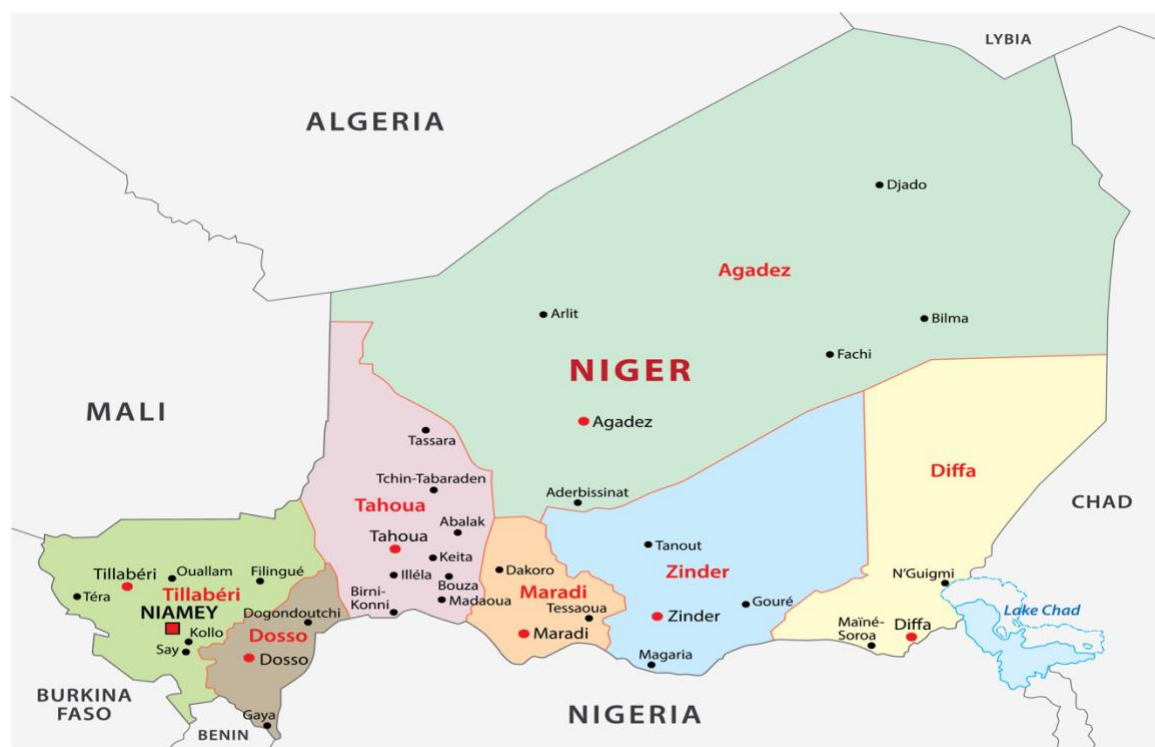 LYBIA
ALGERIA
Djado
Agadez
Arlit
Bilma
Fachi
NIGER
MALI
Agadez
Tassara
Diffa
Tchin-Tabaraden
Aderbissinat
CHAD
Tahoua
Abalak
Tahoua
Tanout
Keita
Dakoro
Zinder
N'Guigmi
Tillabéri
Ouallam
Filingué
Illéla
Bouza
Téra
Tillabéri
Birni-
Konni
Madaoua
Maradi
Tessaoua
Gouré
Lake Chad
NIAMEY
Dogondoutchi
Zinder
Kollo
Dosso
Maradi
Maïné-
Soroa
Diffa
Say
Dosso
Magaria
BURKINA
FASO
Gaya
NIGERIA
BENIN